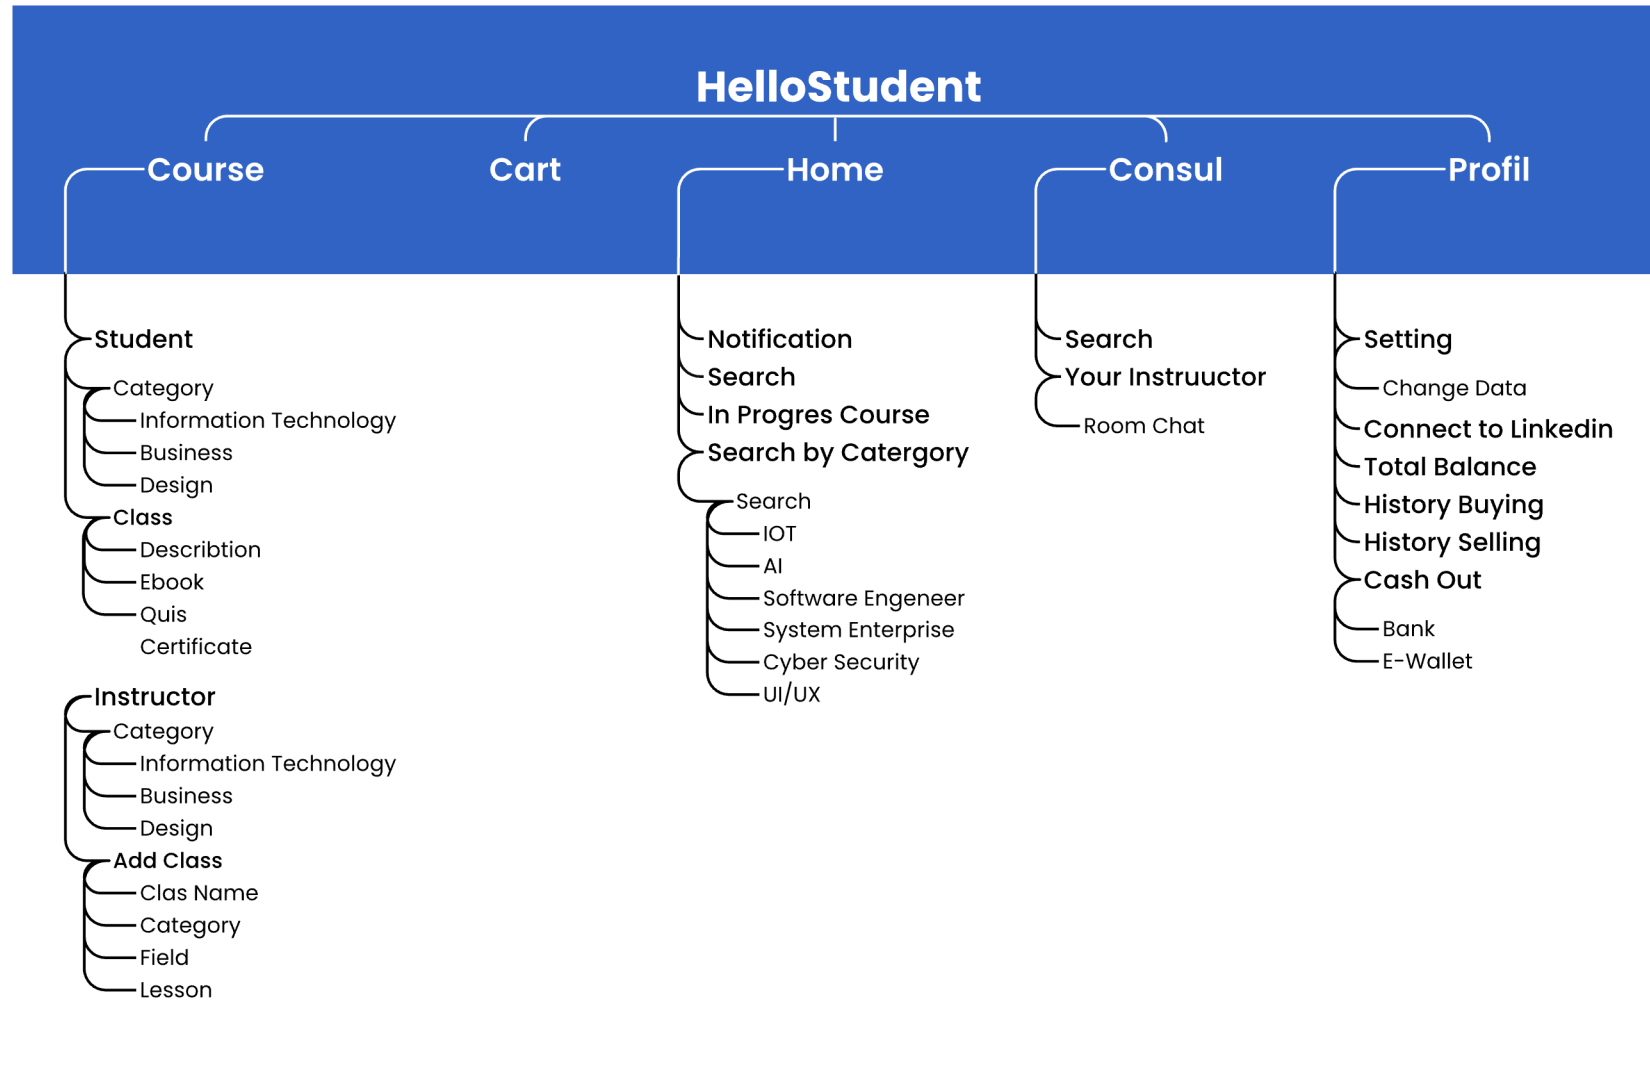 HelloStudent
Course
Cart
Home
Consul
Profil
Student
Category
Information Technology
Business
Design
Class
Describtion
Ebook
Quis
Certificate
Instructor
Category
Information Technology
Business
Design
Add Class
Clas Name
Category
Field
Lesson
Notification
Search
In Progres Course
Search by Catergory
Search
IOT
AI
Software Engeneer
System Enterprise
Cyber Security
UI/UX
Search
Your Instruuctor
Room Chat
Setting
Change Data
Connect to Linkedin
Total Balance
History Buying
History Selling
Cash Out
Bank
E-Wallet